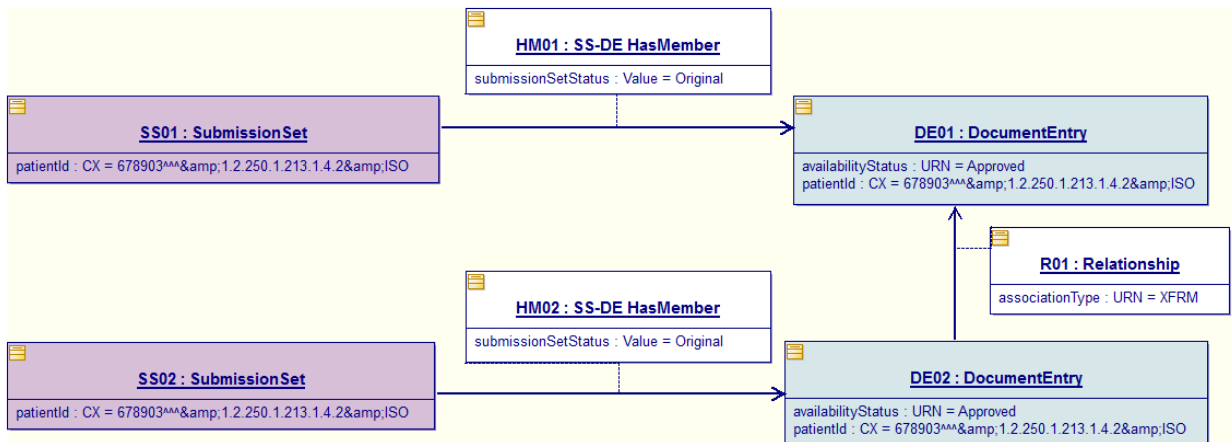 HM01 : SS-DE HasMember
submissionSetStatus : Value = Original
SS01 : SubmissionSet
patientId : CX = 678903^^^&amp;1.2.250.1.213.1.4.2&amp;ISO
DE01 : DocumentEntry
availabilityStatus : URN = Approved
patientId : CX = 678903^^^&amp;1.2.250.1.213.1.4.2&amp;ISO
R01 : Relationship
associationType : URN = XFRM
HM02 : SS-DE HasMember
submissionSetStatus : Value = Original
SS02 : SubmissionSet
patientId : CX = 678903^^^&amp;1.2.250.1.213.1.4.2&amp;ISO
DE02 : DocumentEntry
availabilityStatus : URN = Approved
patientId : CX = 678903^^^&amp;1.2.250.1.213.1.4.2&amp;ISO